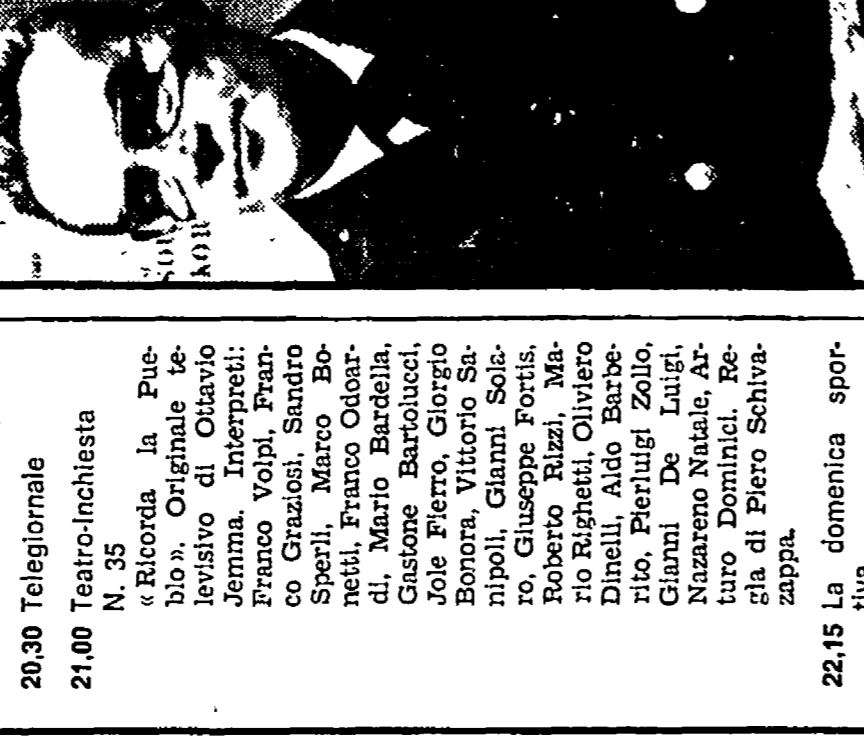 20,30 Telegiornale
21,00 Teatro-Inchiesta
N. 35
« Ricorda la Pue-
blo ». Originale te-
levisivo di Ottavio
Jemma. Interpreti:
Franco Volpi, Fran-
co Graziosi, Sandro
Sperli, Marco Bo-
netti, Franco Odoar-
di, Mario Bardella,
Gastone Bartolucci,
Jole Fierro, Giorgio
Bonora, Vittorio Sa-
nipoli, Gianni Sola-
ro, Giuseppe Fortis,
Roberto Rizzi, Ma-
rio Righetti, Oliviero
Dinelli, Aldo Barbe-
rito, Pierluigi Zollo,
Gianni De Luigi,
Nazareno Natale, Ar-
turo Dominici. Re-
gia di Piero Schiva-
zappa.
22,15 La domenica spor-
tiva